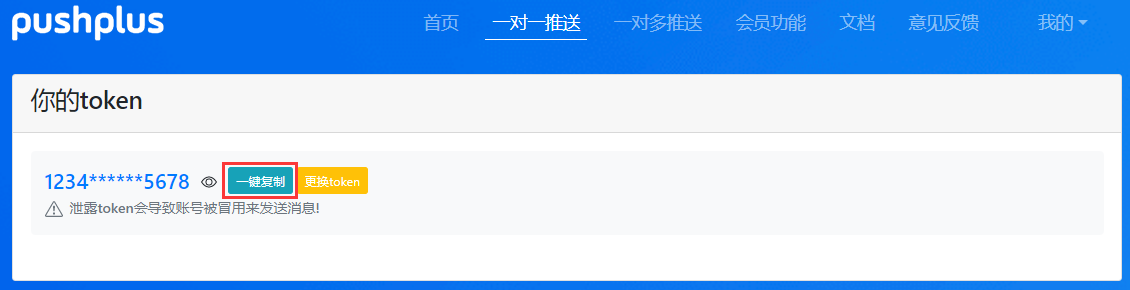 pushplus 首页 一对一推送 一对多推送 会员功能 文档 意见反馈 我的
你的token
1234******5678 一键复制 更换token
泄露token会导致账号被冒用来发送消息!